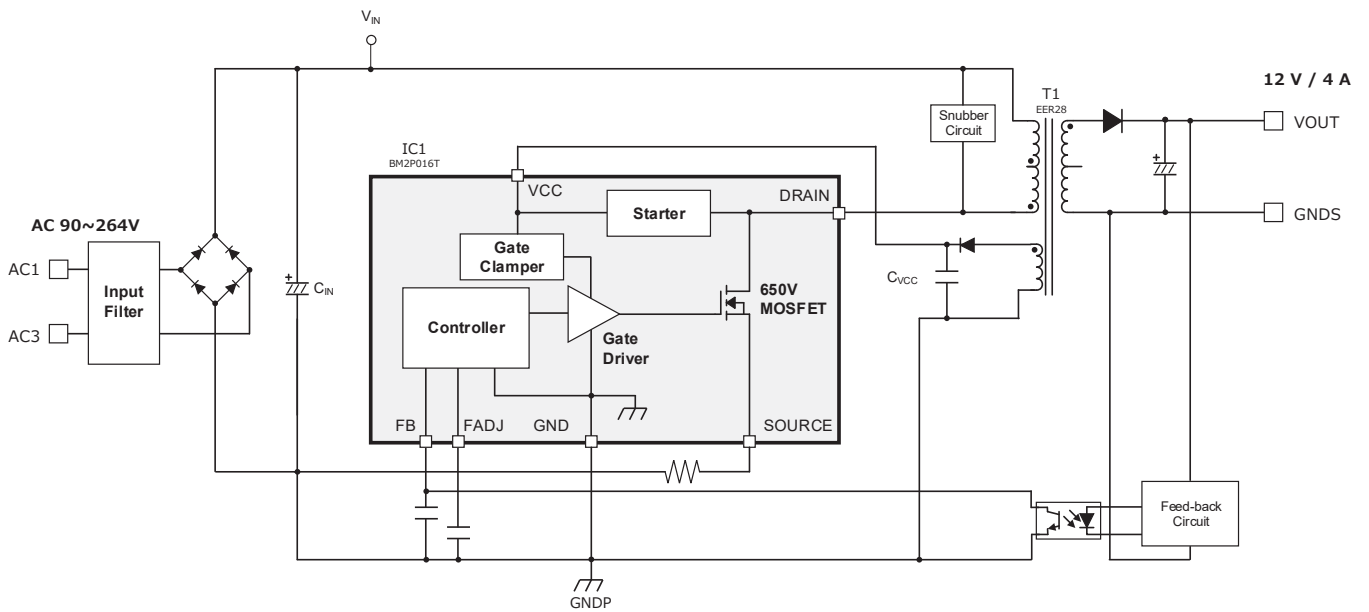 VIN
12 V / 4 A
T1
EER28
Snubber
Circuit
VOUT
IC1
BM2P016T
VCC
DRAIN
Starter
GNDS
AC 90~264V
Gate
Clamper
AC1
Input
Filter
CIN
CVCC
650V
MOSFET
Controller
AC3
Gate
Driver
FB
FADJ
GND
SOURCE
Feed-back
Circuit
GNDP